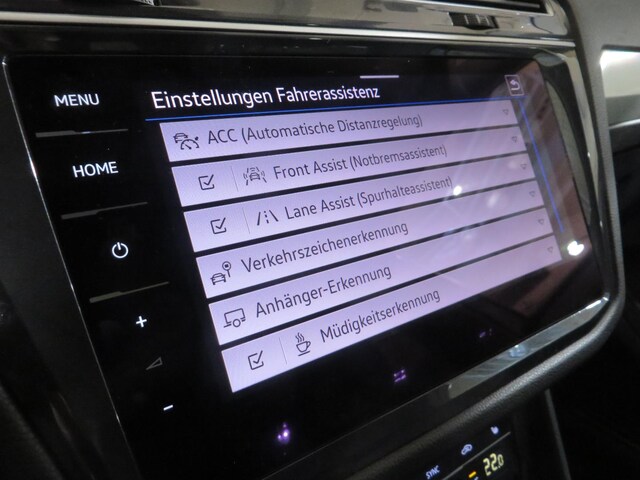 MENU
Einstellungen Fahrerassistenz
ACC (Automatische Distanzregelung)
HOME
Front Assist (Notbremsassistent)
Lane Assist (Spurhalteassistent)
Verkehrszeichenerkennung
Anhänger-Erkennung
Müdigkeitserkennung
+
-
SYNC
22.0